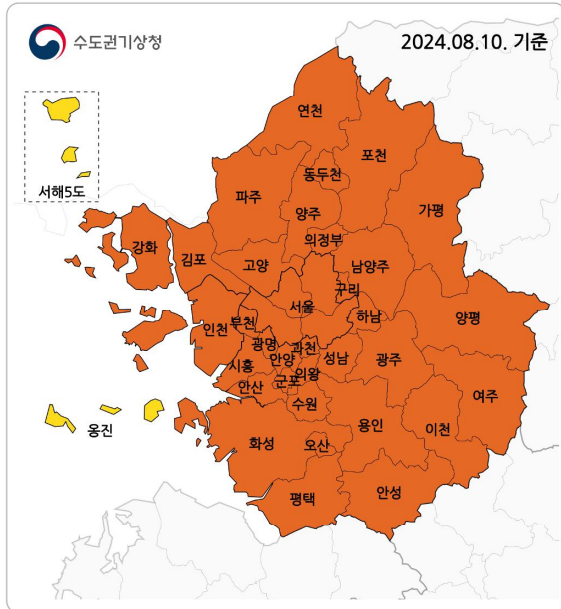 수도권기상청
2024.08.10. 기준
연천
포천
서해5도
동두천
파주
가평
양주
의정부
강화
김포
고양
남양주
구리
서울
하남
양평
인천
부천
광명
과천
시흥
안양
성남
광주
의왕
안산
군포
여주
수원
옹진
용인
이천
화성
오산
평택
안성